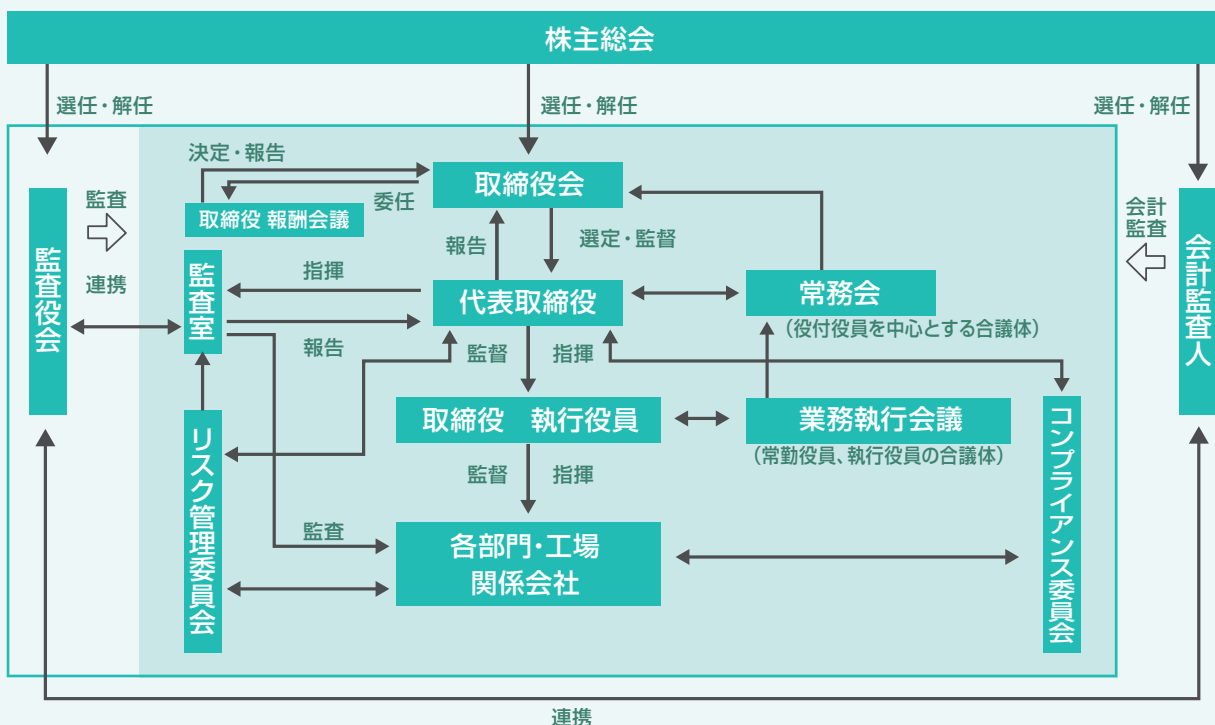 株主総会
選任・解任
選任・解任
選任・解任
決定・報告
取締役会
委任
取締役 報酬会議
監査
連携
監査役会
報告
選定・監督
会計
監査
会計監査人
監査室
指揮
代表取締役
常務会
（役付役員を中心とする合議体）
報告
監督
指揮
取締役　執行役員
業務執行会議
（常勤役員、執行役員の合議体）
リスク管理委員会
コンプライアンス委員会
監督
指揮
監査
各部門・工場
関係会社
連携